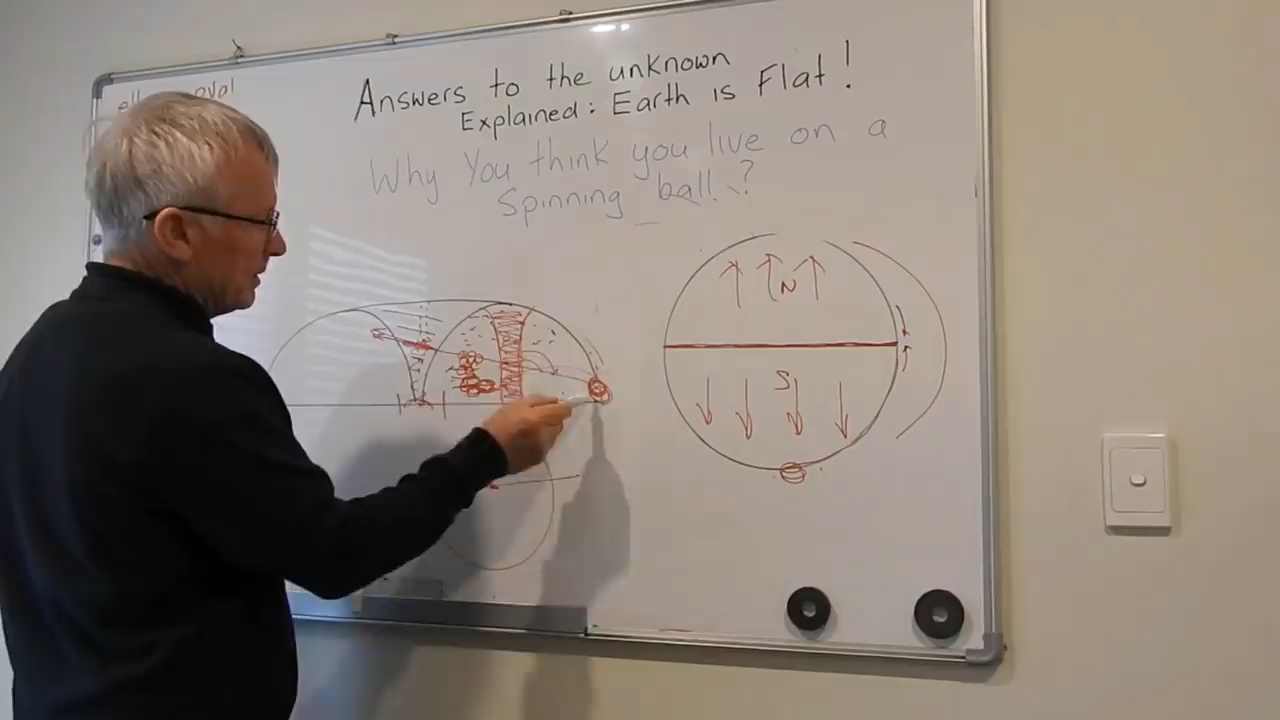 Answers to the unknown
Explained: Earth is Flat!
Why You think you live on a
Spinning ball.?
N
S